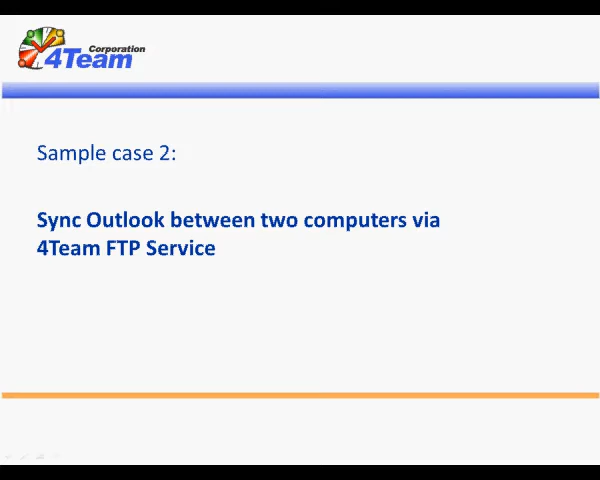 Corporation
4Team
Sample case 2:
Sync Outlook between two computers via
4Team FTP Service